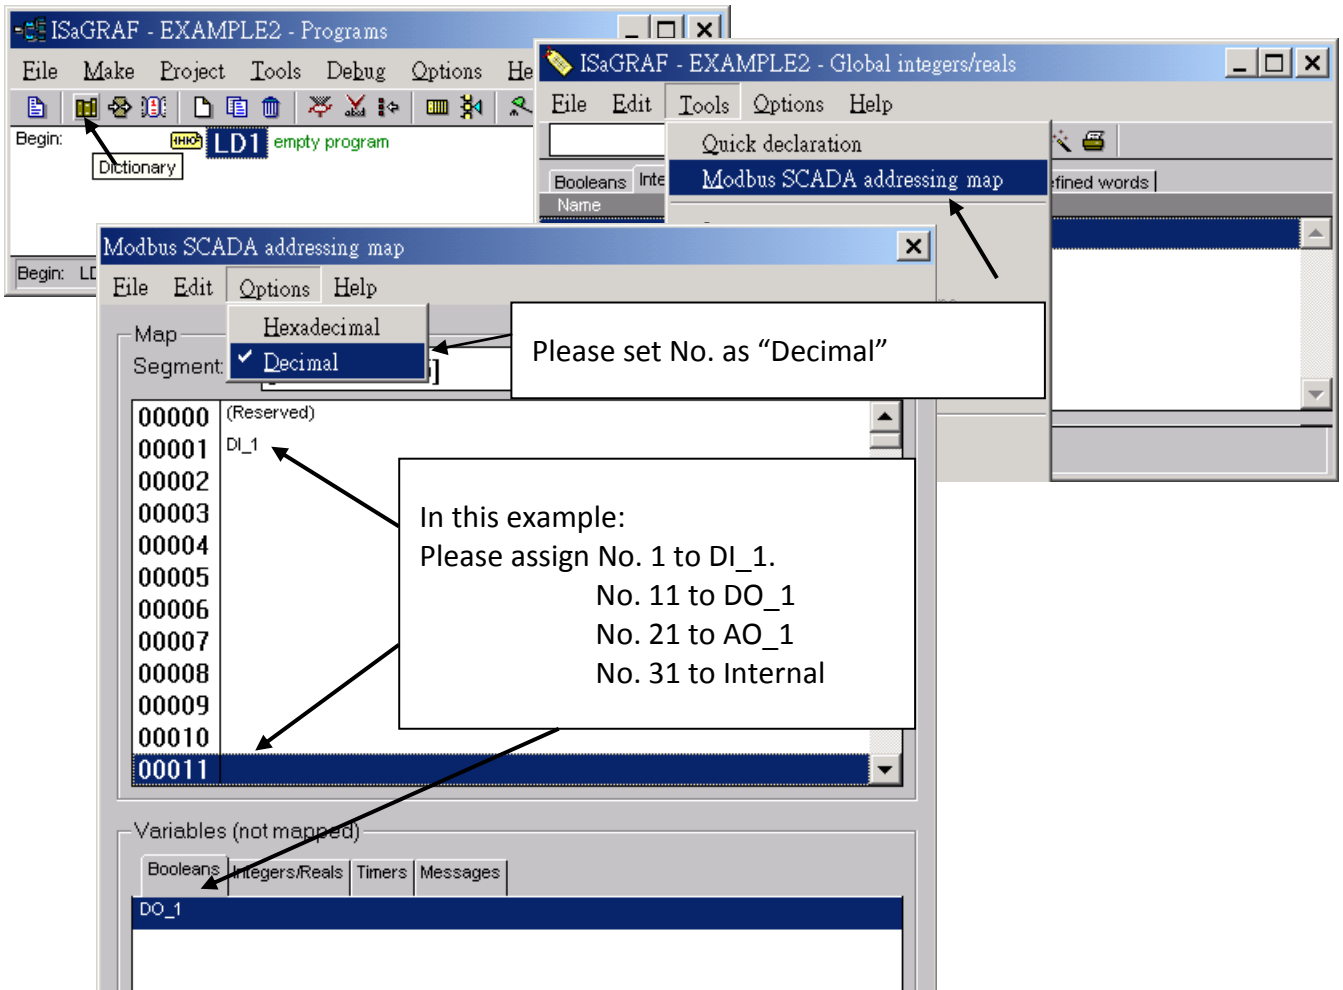 ISaGRAF - EXAMPLE2 - Programs
File Make Project Tools Debug Options He
Begin: LD1 empty program
Dictionary
Begin: LD
ISaGRAF - EXAMPLE2 - Global integers/reals
File Edit Tools Options Help
Quick declaration
Modbus SCADA addressing map
Booleans Inte fined words
Name
Modbus SCADA addressing map
File Edit Options Help
Hexadecimal
Decimal
Map
Segment:
Please set No. as “Decimal”
00000 (Reserved)
00001 DI_1
00002
00003
00004
00005
00006
00007
00008
00009
00010
00011
In this example:
Please assign No. 1 to DI_1.
No. 11 to DO_1
No. 21 to AO_1
No. 31 to Internal
Variables (not mapped)
Booleans Integers/Reals Timers Messages
DO_1